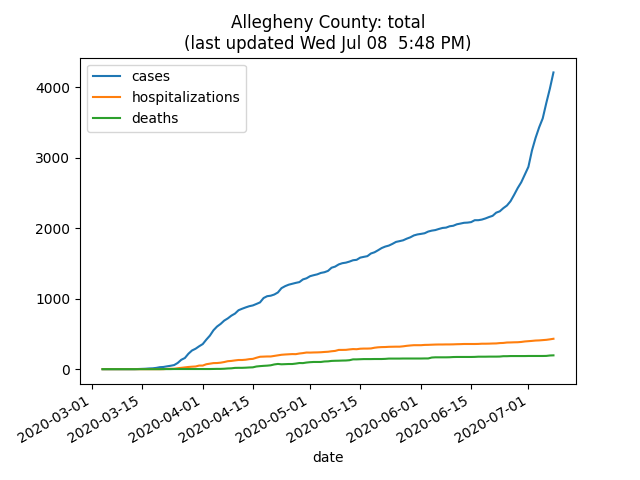 Allegheny County: total
(last updated Wed Jul 08  5:48 PM)
cases
hospitalizations
deaths
4000
3000
2000
1000
0
2020-03-01
2020-03-15
2020-04-01
2020-04-15
2020-05-01
2020-05-15
2020-06-01
2020-06-15
2020-07-01
date